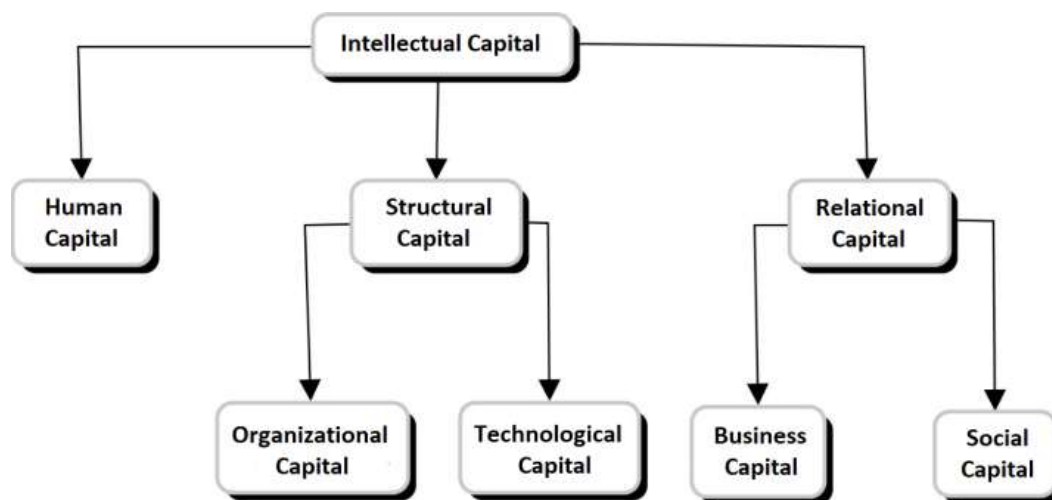 Intellectual Capital
Human
Capital
Structural
Capital
Relational
Capital
Organizational
Capital
Technological
Capital
Business
Capital
Social
Capital